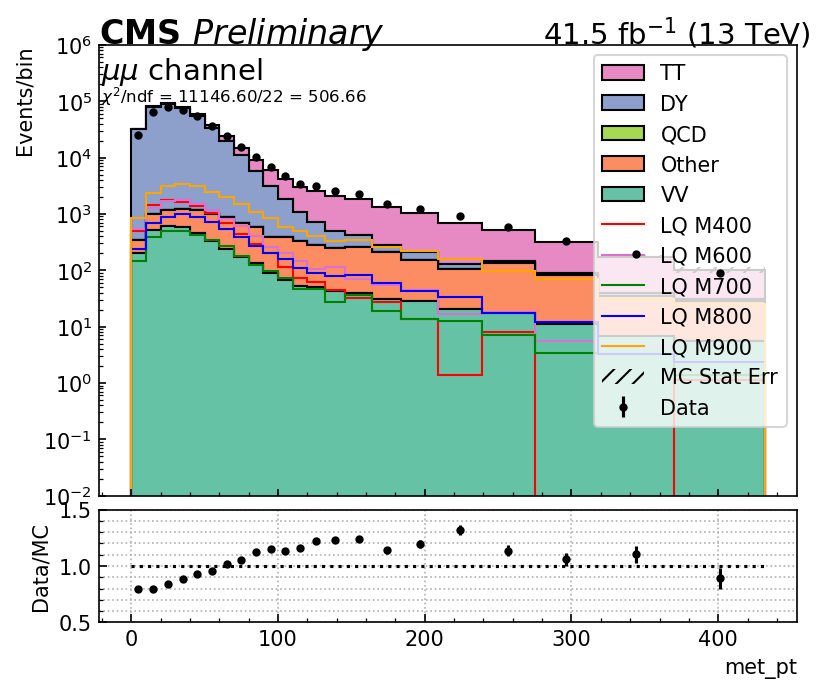 CMS Preliminary 41.5 fb⁻¹ (13 TeV)
μμ channel
χ²/ndf = 11146.60/22 = 506.66
Events/bin
10⁶
10⁵
10⁴
10³
10²
10¹
10⁰
10⁻¹
10⁻²
TT
DY
QCD
Other
VV
LQ M400
LQ M600
LQ M700
LQ M800
LQ M900
MC Stat Err
Data
Data/MC
1.5
1.0
0.5
0 100 200 300 400
met_pt